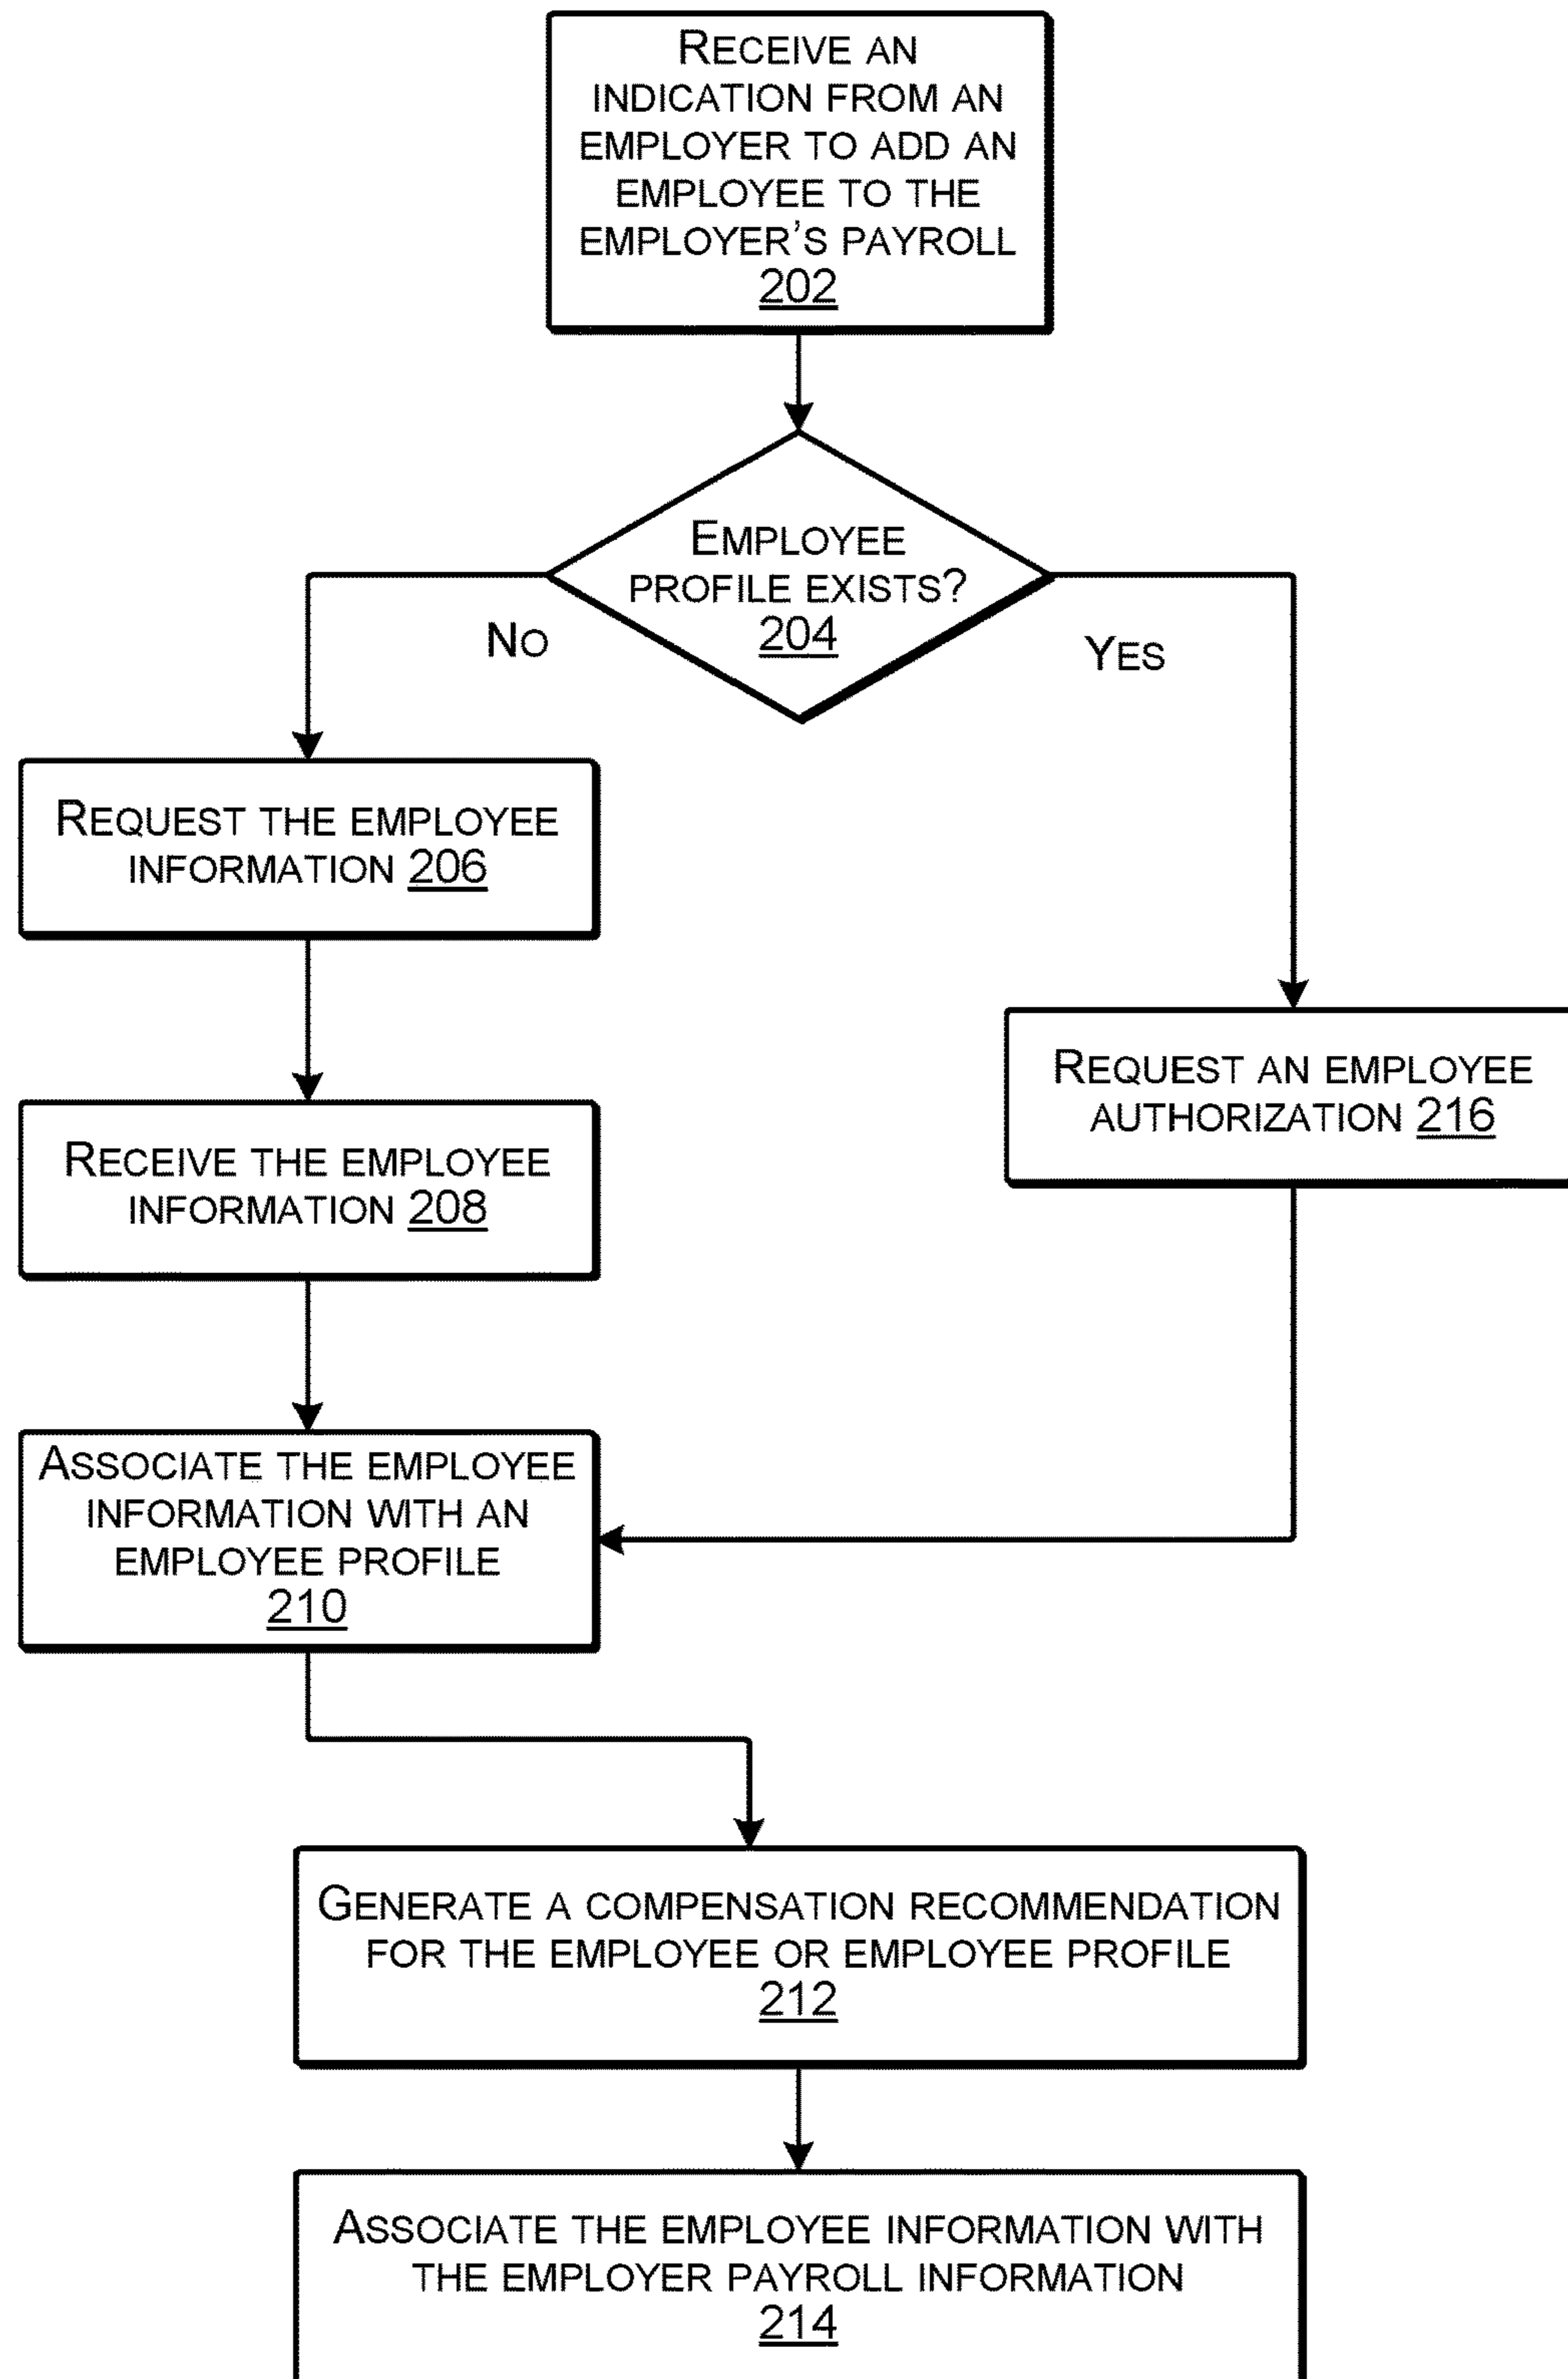 RECEIVE AN
INDICATION FROM AN
EMPLOYER TO ADD AN
EMPLOYEE TO THE
EMPLOYER'S PAYROLL
202
EMPLOYEE
PROFILE EXISTS?
204
NO
YES
REQUEST THE EMPLOYEE
INFORMATION 206
REQUEST AN EMPLOYEE
AUTHORIZATION 216
RECEIVE THE EMPLOYEE
INFORMATION 208
ASSOCIATE THE EMPLOYEE
INFORMATION WITH AN
EMPLOYEE PROFILE
210
GENERATE A COMPENSATION RECOMMENDATION
FOR THE EMPLOYEE OR EMPLOYEE PROFILE
212
ASSOCIATE THE EMPLOYEE INFORMATION WITH
THE EMPLOYER PAYROLL INFORMATION
214